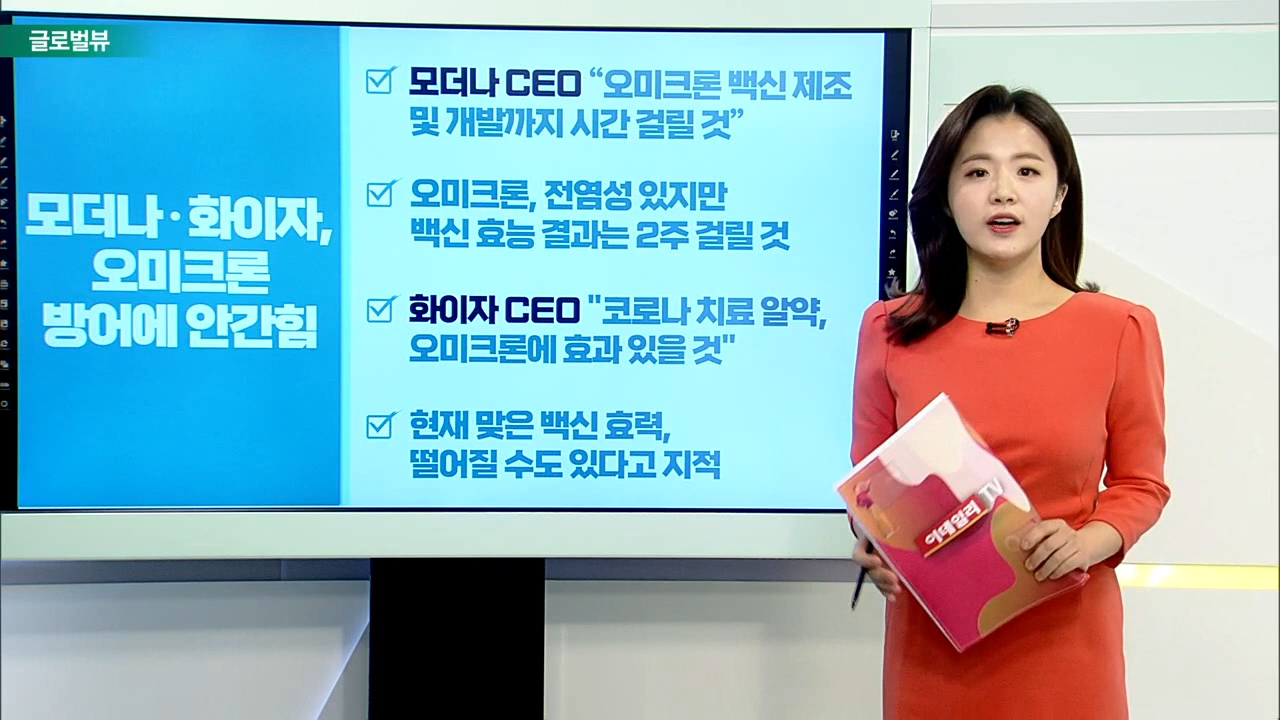 글로벌뷰
모더나·화이자,
오미크론
방어에 안간힘
모더나 CEO “오미크론 백신 제조
및 개발까지 시간 걸릴 것”
오미크론, 전염성 있지만
백신 효능 결과는 2주 걸릴 것
화이자 CEO "코로나 치료 알약,
오미크론에 효과 있을 것"
현재 맞은 백신 효력,
떨어질 수도 있다고 지적
이데일리 TV